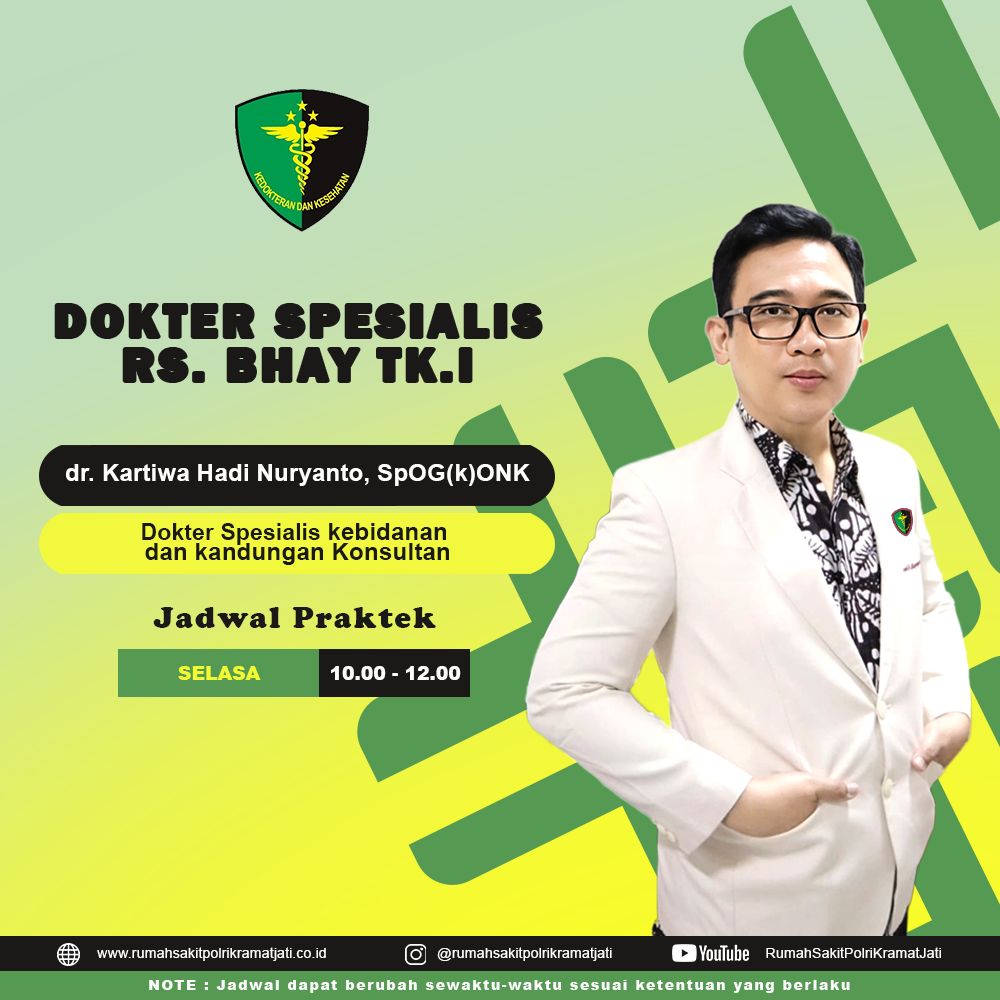 KEDOKTERAN DAN KESEHATAN
DOKTER SPESIALIS
RS. BHAY TK.I
dr. Kartiwa Hadi Nuryanto, SpOG(k)ONK
Dokter Spesialis kebidanan
dan kandungan Konsultan
Jadwal Praktek
SELASA 10.00 - 12.00
www.rumahsakitpolrikramatjati.co.id @rumahsakitpolrikramatjati YouTube RumahSakitPolriKramatJati
NOTE : Jadwal dapat berubah sewaktu-waktu sesuai ketentuan yang berlaku